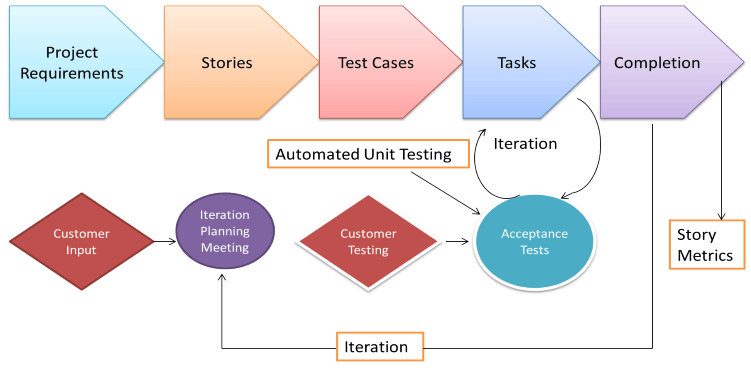 Project
Requirements
Stories
Test Cases
Tasks
Completion
Iteration
Automated Unit Testing
Customer
Input
Iteration
Planning
Meeting
Customer
Testing
Acceptance
Tests
Story
Metrics
Iteration